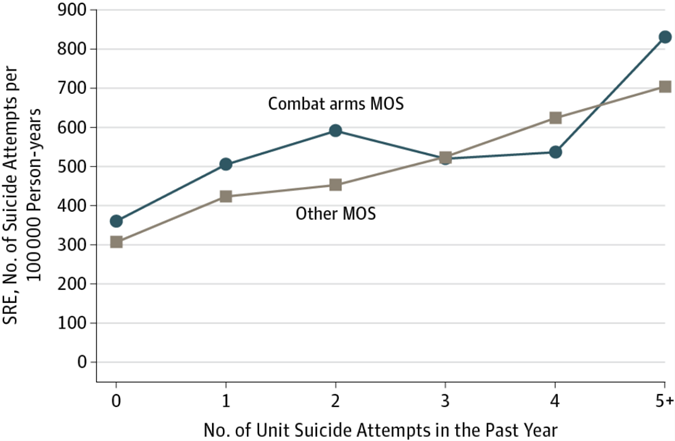 SRE, No. of Suicide Attempts per
100 000 Person-years
900
800
700
600
500
400
300
200
100
0
Combat arms MOS
Other MOS
0 1 2 3 4 5+
No. of Unit Suicide Attempts in the Past Year